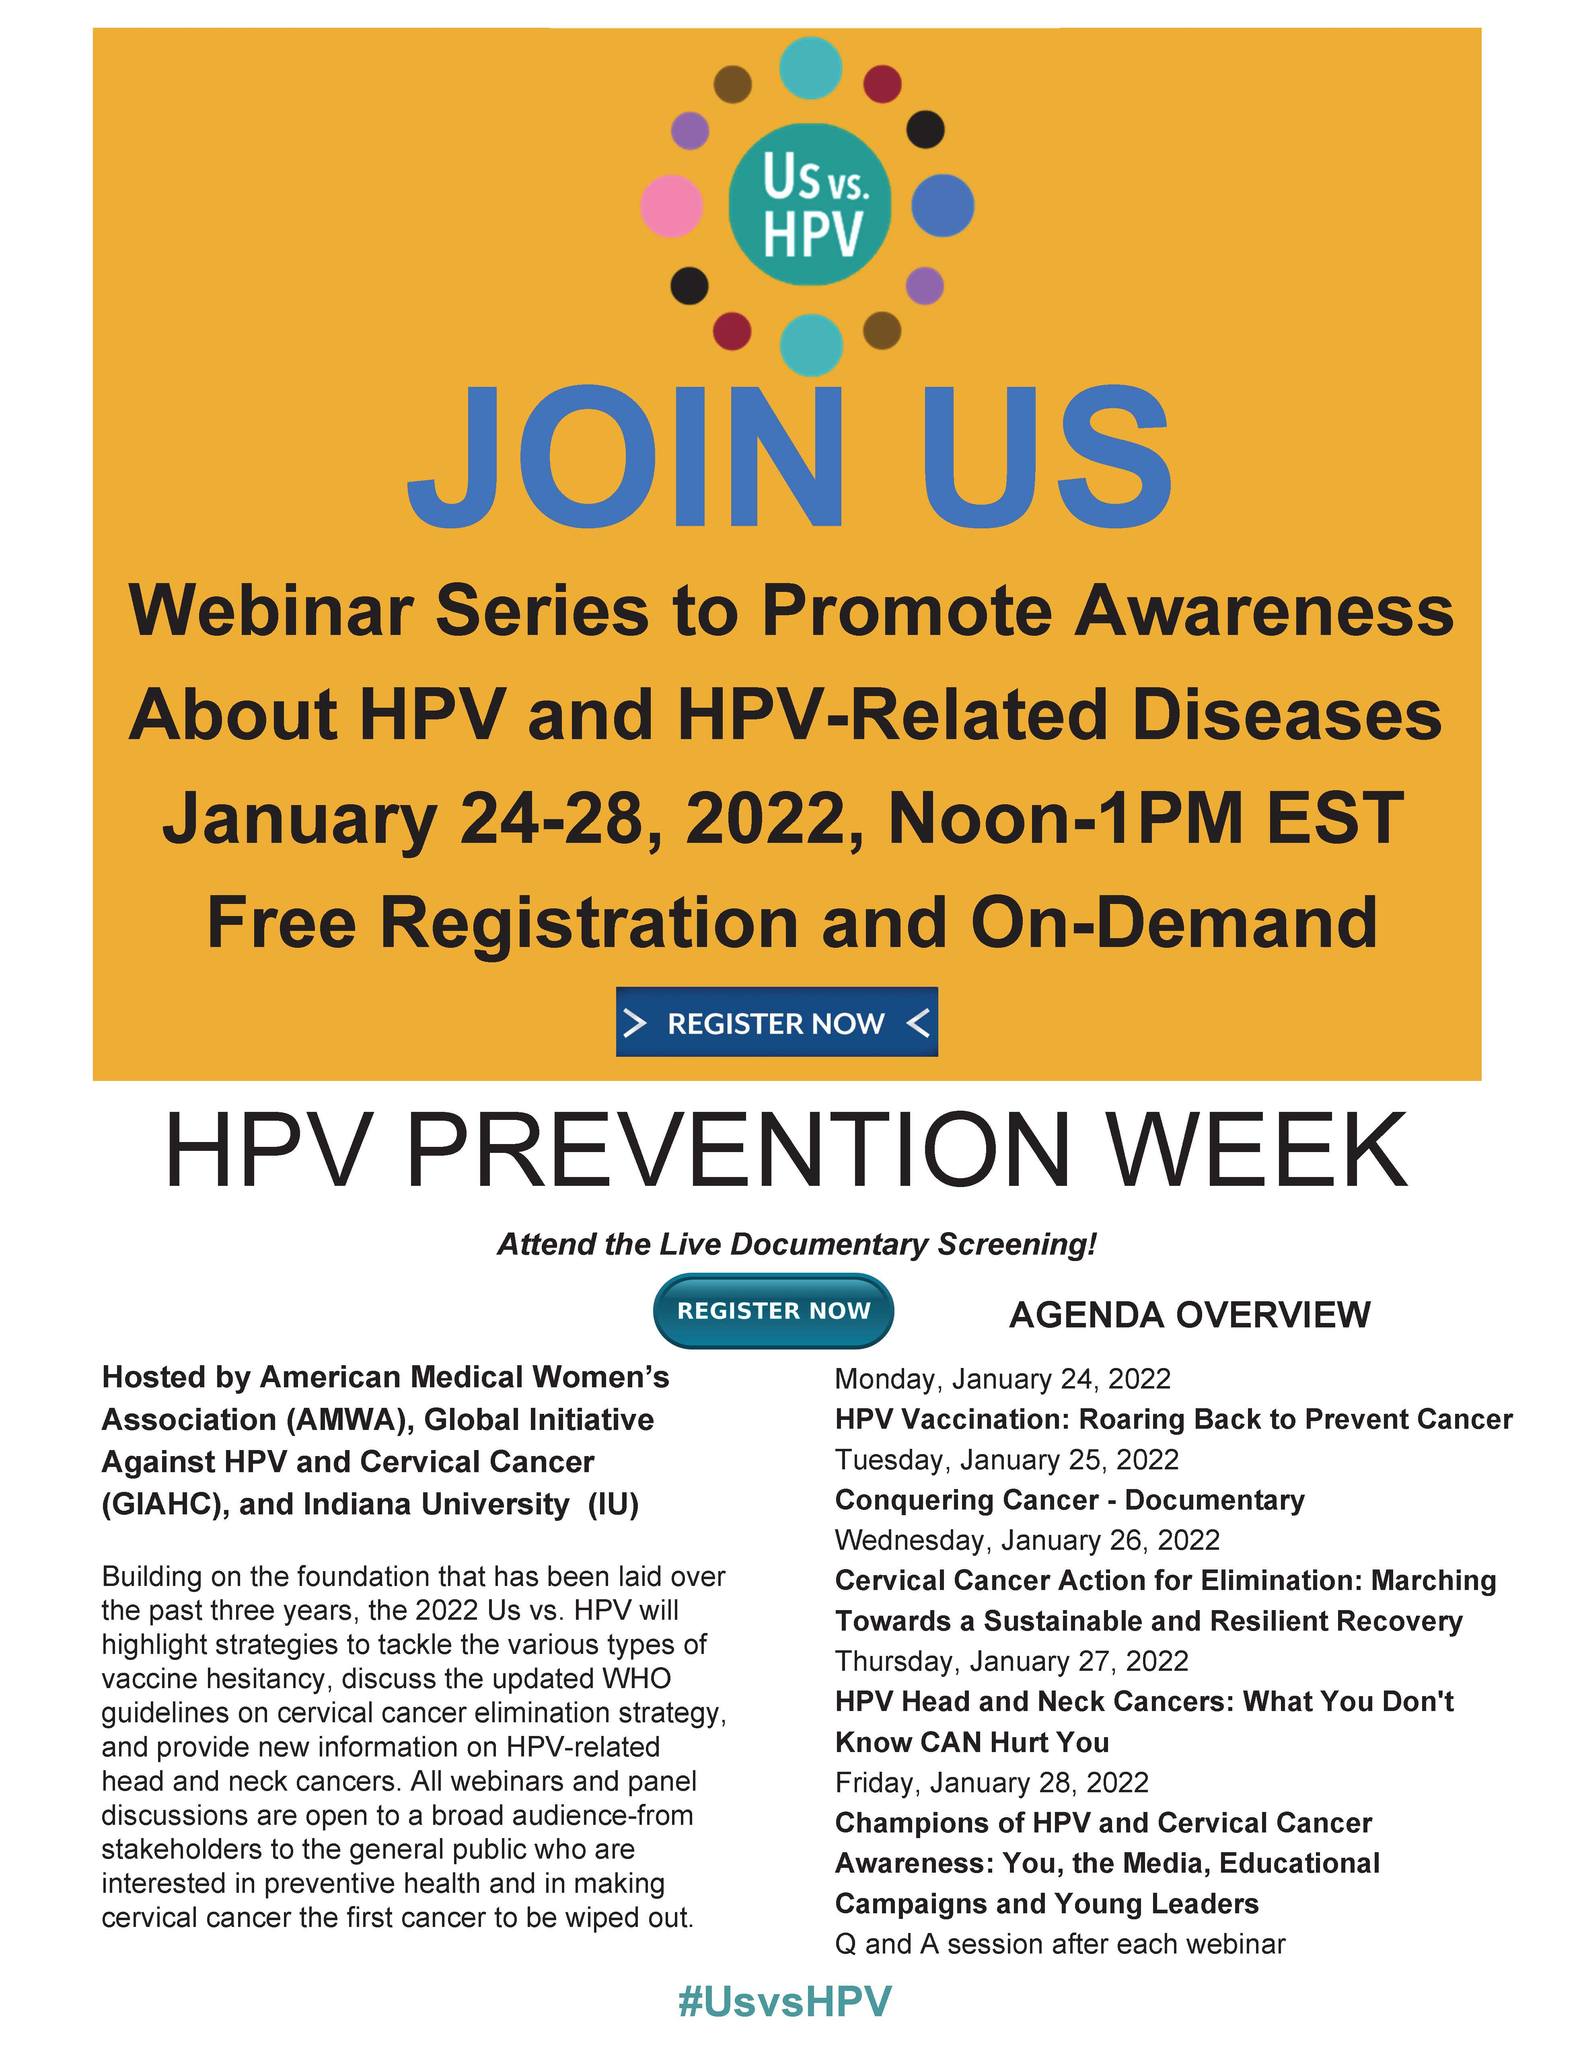 Us vs.
HPV
JOIN US
Webinar Series to Promote Awareness
About HPV and HPV-Related Diseases
January 24-28, 2022, Noon-1PM EST
Free Registration and On-Demand
> REGISTER NOW <
HPV PREVENTION WEEK
Attend the Live Documentary Screening!
REGISTER NOW
Hosted by American Medical Women’s
Association (AMWA), Global Initiative
Against HPV and Cervical Cancer
(GIAHC), and Indiana University (IU)
Building on the foundation that has been laid over
the past three years, the 2022 Us vs. HPV will
highlight strategies to tackle the various types of
vaccine hesitancy, discuss the updated WHO
guidelines on cervical cancer elimination strategy,
and provide new information on HPV-related
head and neck cancers. All webinars and panel
discussions are open to a broad audience-from
stakeholders to the general public who are
interested in preventive health and in making
cervical cancer the first cancer to be wiped out.
AGENDA OVERVIEW
Monday, January 24, 2022
HPV Vaccination: Roaring Back to Prevent Cancer
Tuesday, January 25, 2022
Conquering Cancer - Documentary
Wednesday, January 26, 2022
Cervical Cancer Action for Elimination: Marching
Towards a Sustainable and Resilient Recovery
Thursday, January 27, 2022
HPV Head and Neck Cancers: What You Don't
Know CAN Hurt You
Friday, January 28, 2022
Champions of HPV and Cervical Cancer
Awareness: You, the Media, Educational
Campaigns and Young Leaders
Q and A session after each webinar
#UsvsHPV